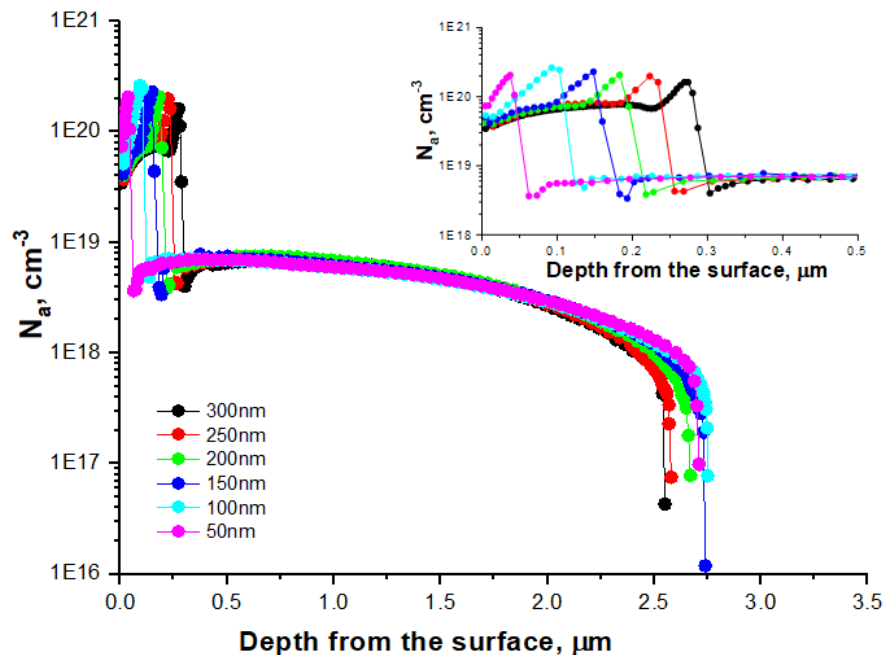 1E21
1E20
1E19
1E18
1E17
1E16
Na, cm-3
0.0 0.5 1.0 1.5 2.0 2.5 3.0 3.5
Depth from the surface, μm
300nm
250nm
200nm
150nm
100nm
50nm
1E21
1E20
1E19
1E18
Na, cm-3
0.0 0.1 0.2 0.3 0.4 0.5
Depth from the surface, μm